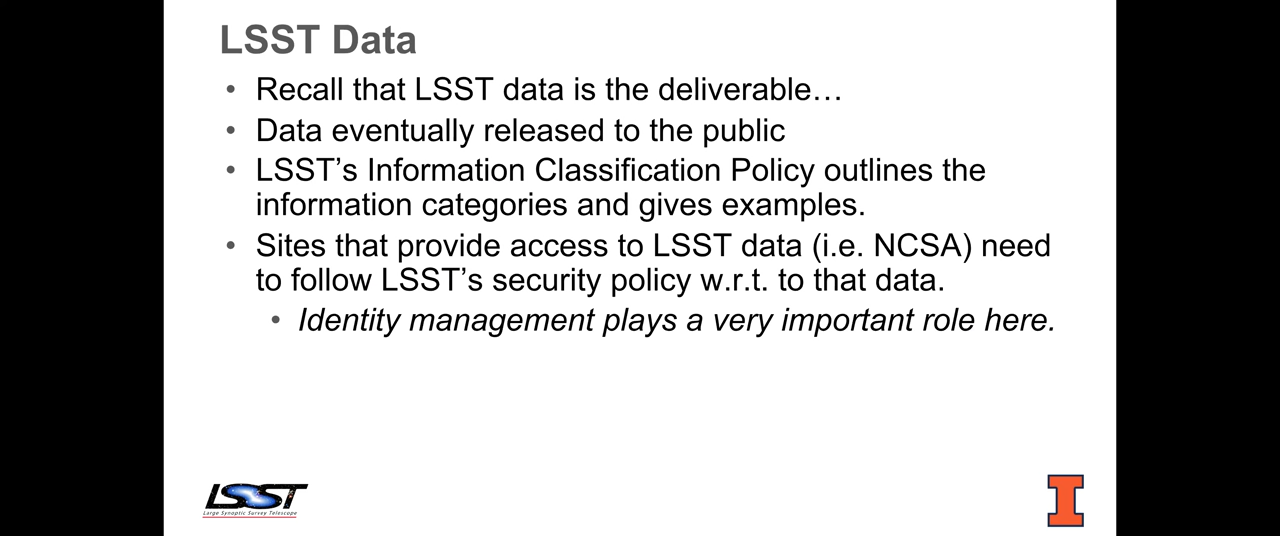 LSST Data
• Recall that LSST data is the deliverable…
• Data eventually released to the public
• LSST’s Information Classification Policy outlines the
information categories and gives examples.
• Sites that provide access to LSST data (i.e. NCSA) need
to follow LSST’s security policy w.r.t. to that data.
• Identity management plays a very important role here.
LSST
Large Synoptic Survey Telescope
I